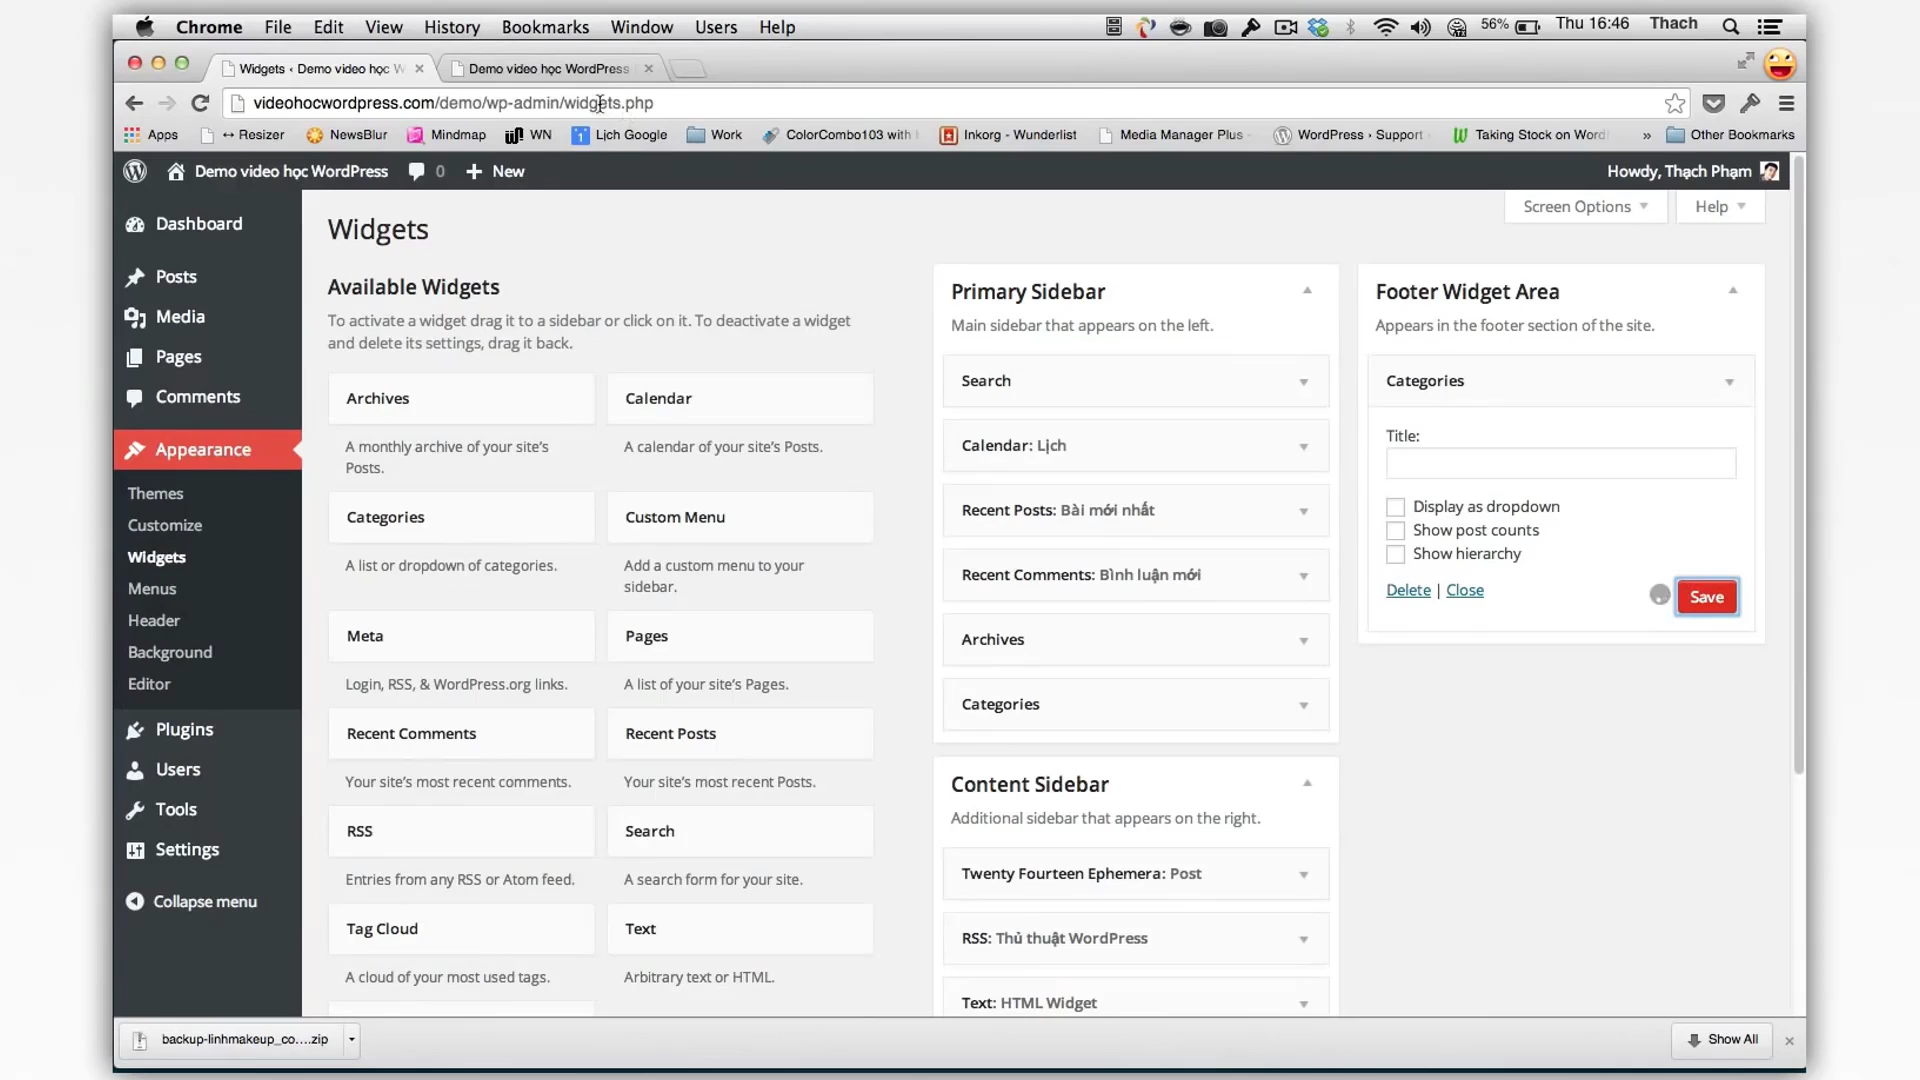 Chrome File Edit View History Bookmarks Window Users Help
56% Thu 16:46 Thach
Widgets ‹ Demo video học W
Demo video học WordPress
videohocwordpress.com/demo/wp-admin/widgets.php
Apps ↔ Resizer NewsBlur Mindmap WN 1 Lịch Google Work ColorCombo103 with Inkorg - Wunderlist Media Manager Plus - WordPress › Support Taking Stock on Word » Other Bookmarks
Demo video học WordPress 0 + New Howdy, Thạch Phạm
Screen Options Help
Dashboard
Posts
Media
Pages
Comments
Appearance
Themes
Customize
Widgets
Menus
Header
Background
Editor
Plugins
Users
Tools
Settings
Collapse menu
Widgets
Available Widgets
To activate a widget drag it to a sidebar or click on it. To deactivate a widget
and delete its settings, drag it back.
Archives
A monthly archive of your site’s
Posts.
Calendar
A calendar of your site’s Posts.
Categories
A list or dropdown of categories.
Custom Menu
Add a custom menu to your
sidebar.
Meta
Login, RSS, & WordPress.org links.
Pages
A list of your site’s Pages.
Recent Comments
Your site’s most recent comments.
Recent Posts
Your site’s most recent Posts.
RSS
Entries from any RSS or Atom feed.
Search
A search form for your site.
Tag Cloud
A cloud of your most used tags.
Text
Arbitrary text or HTML.
Primary Sidebar
Main sidebar that appears on the left.
Search
Calendar: Lịch
Recent Posts: Bài mới nhất
Recent Comments: Bình luận mới
Archives
Categories
Content Sidebar
Additional sidebar that appears on the right.
Twenty Fourteen Ephemera: Post
RSS: Thủ thuật WordPress
Text: HTML Widget
Footer Widget Area
Appears in the footer section of the site.
Categories
Title:
Display as dropdown
Show post counts
Show hierarchy
Delete | Close Save
backup-linhmakeup_co....zip
Show All